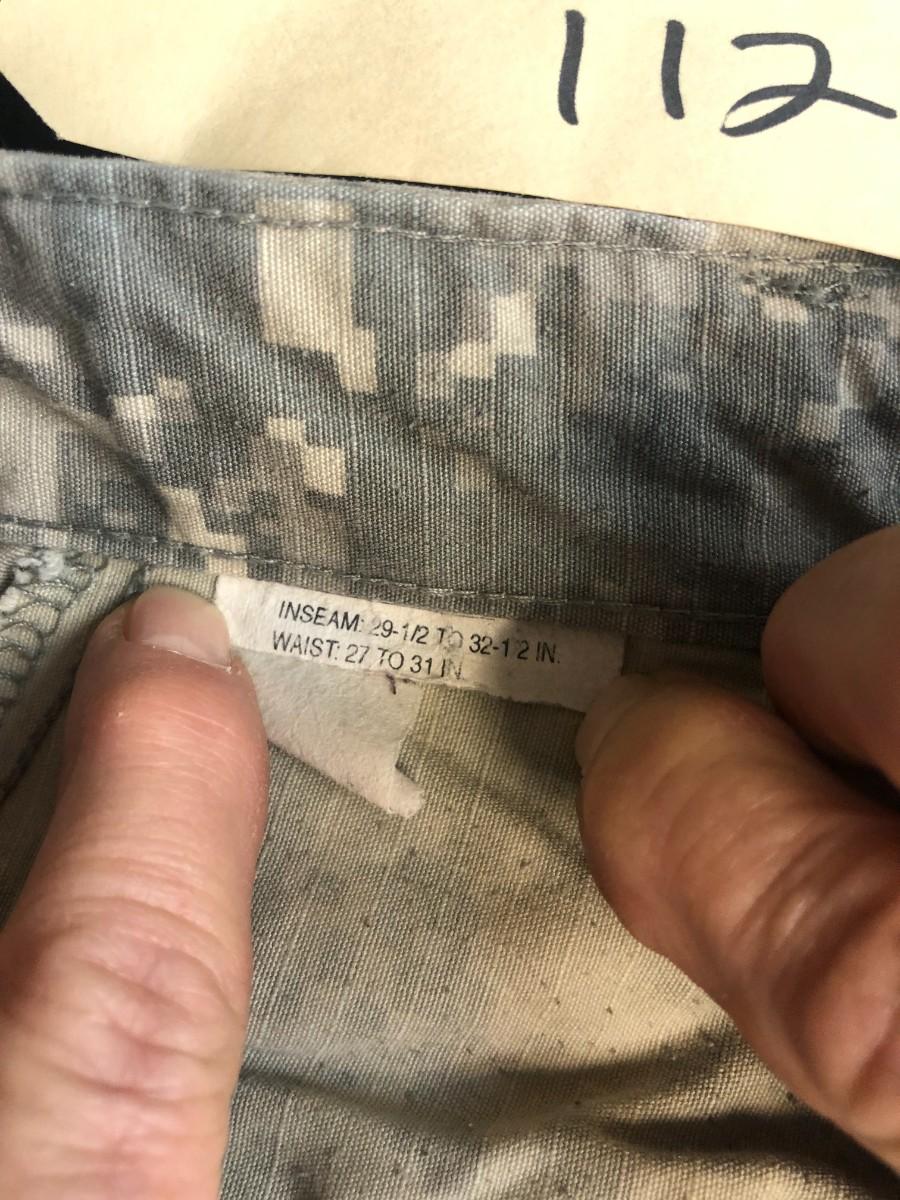 112
INSEAM: 29-1/2 TO 32-1 2 IN.
WAIST: 27 TO 31 IN